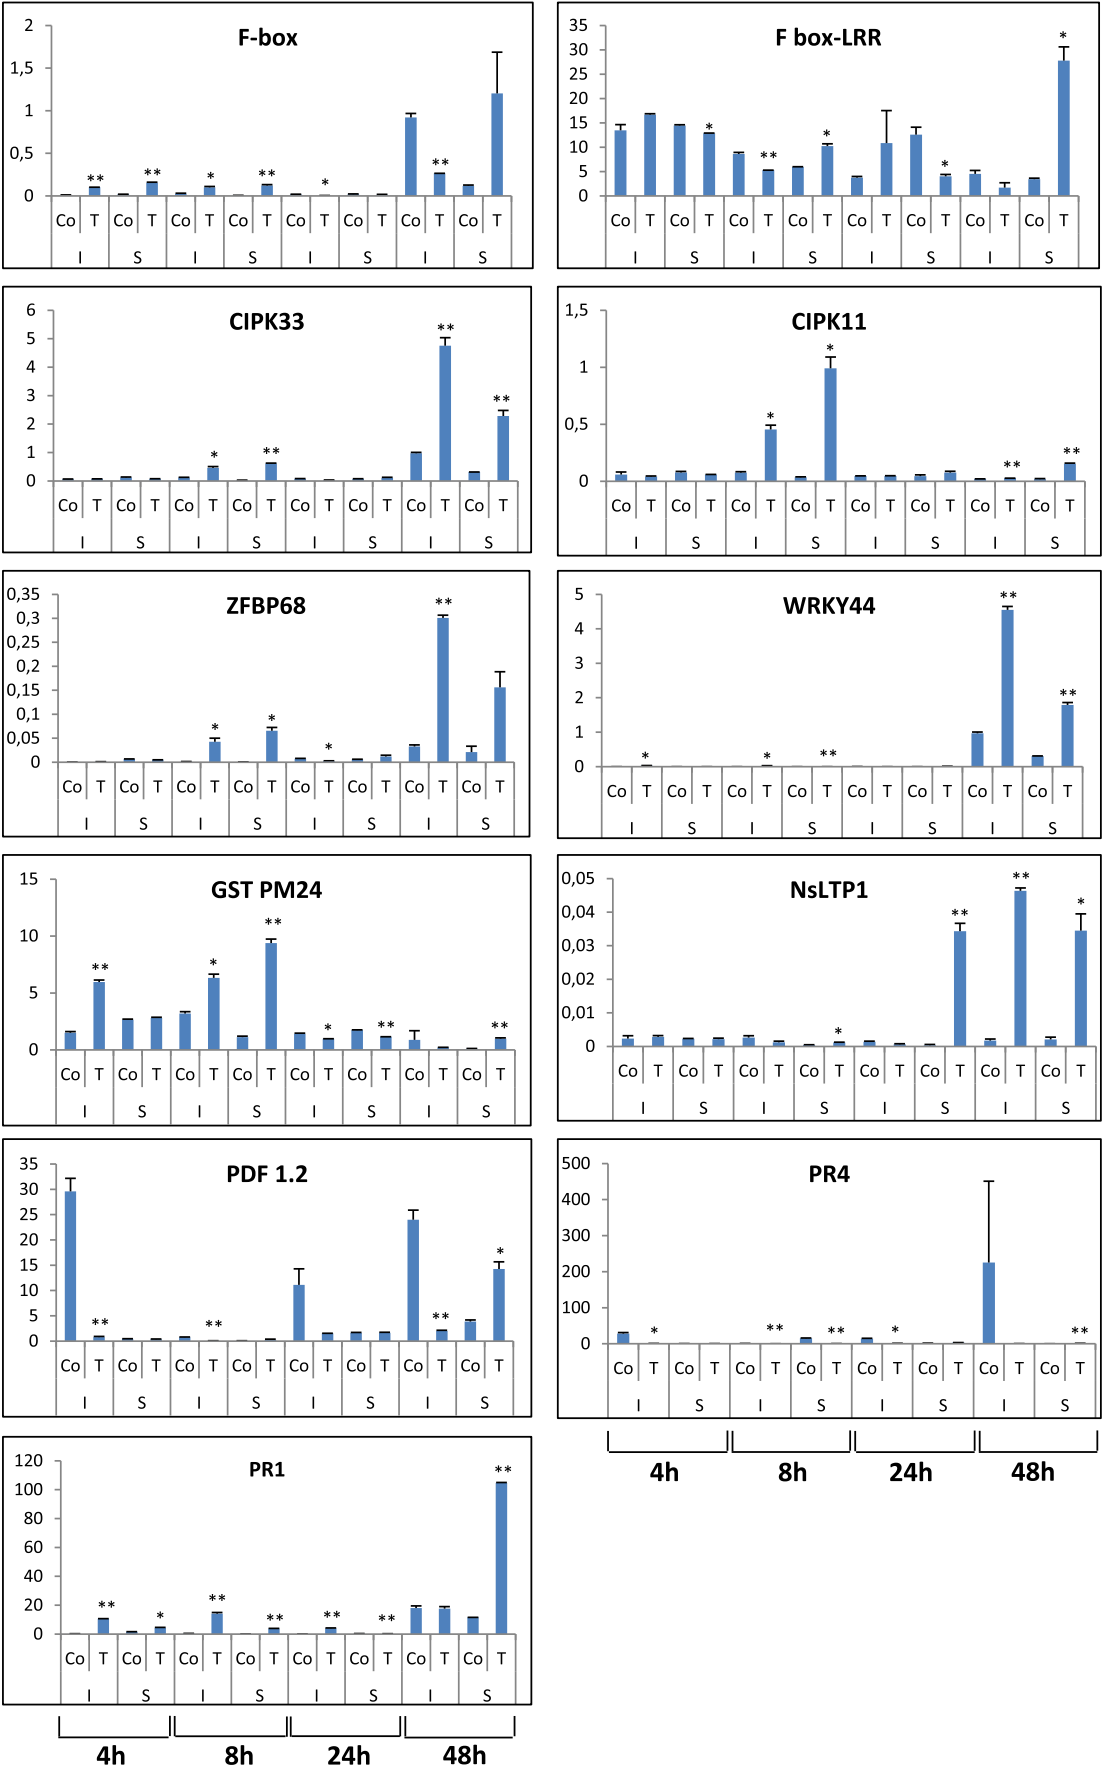 F-box
2
1,5
1
0,5
0
** ** * ** * **
Co T Co T Co T Co T Co T Co T Co T Co T
I S I S I S I S
F box-LRR
35
30
25
20
15
10
5
0
* ** * * *
Co T Co T Co T Co T Co T Co T Co T Co T
I S I S I S I S
CIPK33
6
5
4
3
2
1
0
* ** ** **
Co T Co T Co T Co T Co T Co T Co T Co T
I S I S I S I S
CIPK11
1,5
1
0,5
0
* * ** **
Co T Co T Co T Co T Co T Co T Co T Co T
I S I S I S I S
ZFBP68
0,35
0,3
0,25
0,2
0,15
0,1
0,05
0
* * * **
Co T Co T Co T Co T Co T Co T Co T Co T
I S I S I S I S
WRKY44
5
4
3
2
1
0
* * ** ** **
Co T Co T Co T Co T Co T Co T Co T Co T
I S I S I S I S
GST PM24
15
10
5
0
** * ** * ** **
Co T Co T Co T Co T Co T Co T Co T Co T
I S I S I S I S
NsLTP1
0,05
0,04
0,03
0,02
0,01
0
* ** ** *
Co T Co T Co T Co T Co T Co T Co T Co T
I S I S I S I S
PDF 1.2
35
30
25
20
15
10
5
0
** ** ** *
Co T Co T Co T Co T Co T Co T Co T Co T
I S I S I S I S
PR4
500
400
300
200
100
0
* ** ** * **
Co T Co T Co T Co T Co T Co T Co T Co T
I S I S I S I S
4h 8h 24h 48h
PR1
120
100
80
60
40
20
0
** * ** ** ** ** **
Co T Co T Co T Co T Co T Co T Co T Co T
I S I S I S I S
4h 8h 24h 48h